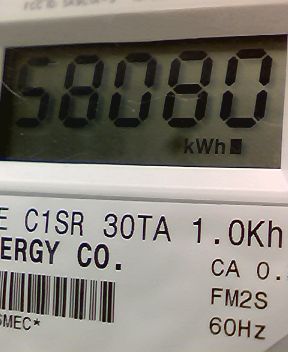 58080
kWh
E C1SR 30TA 1.0Kh
ERGY CO.
CA 0.
FM2S
60Hz
SMEC*